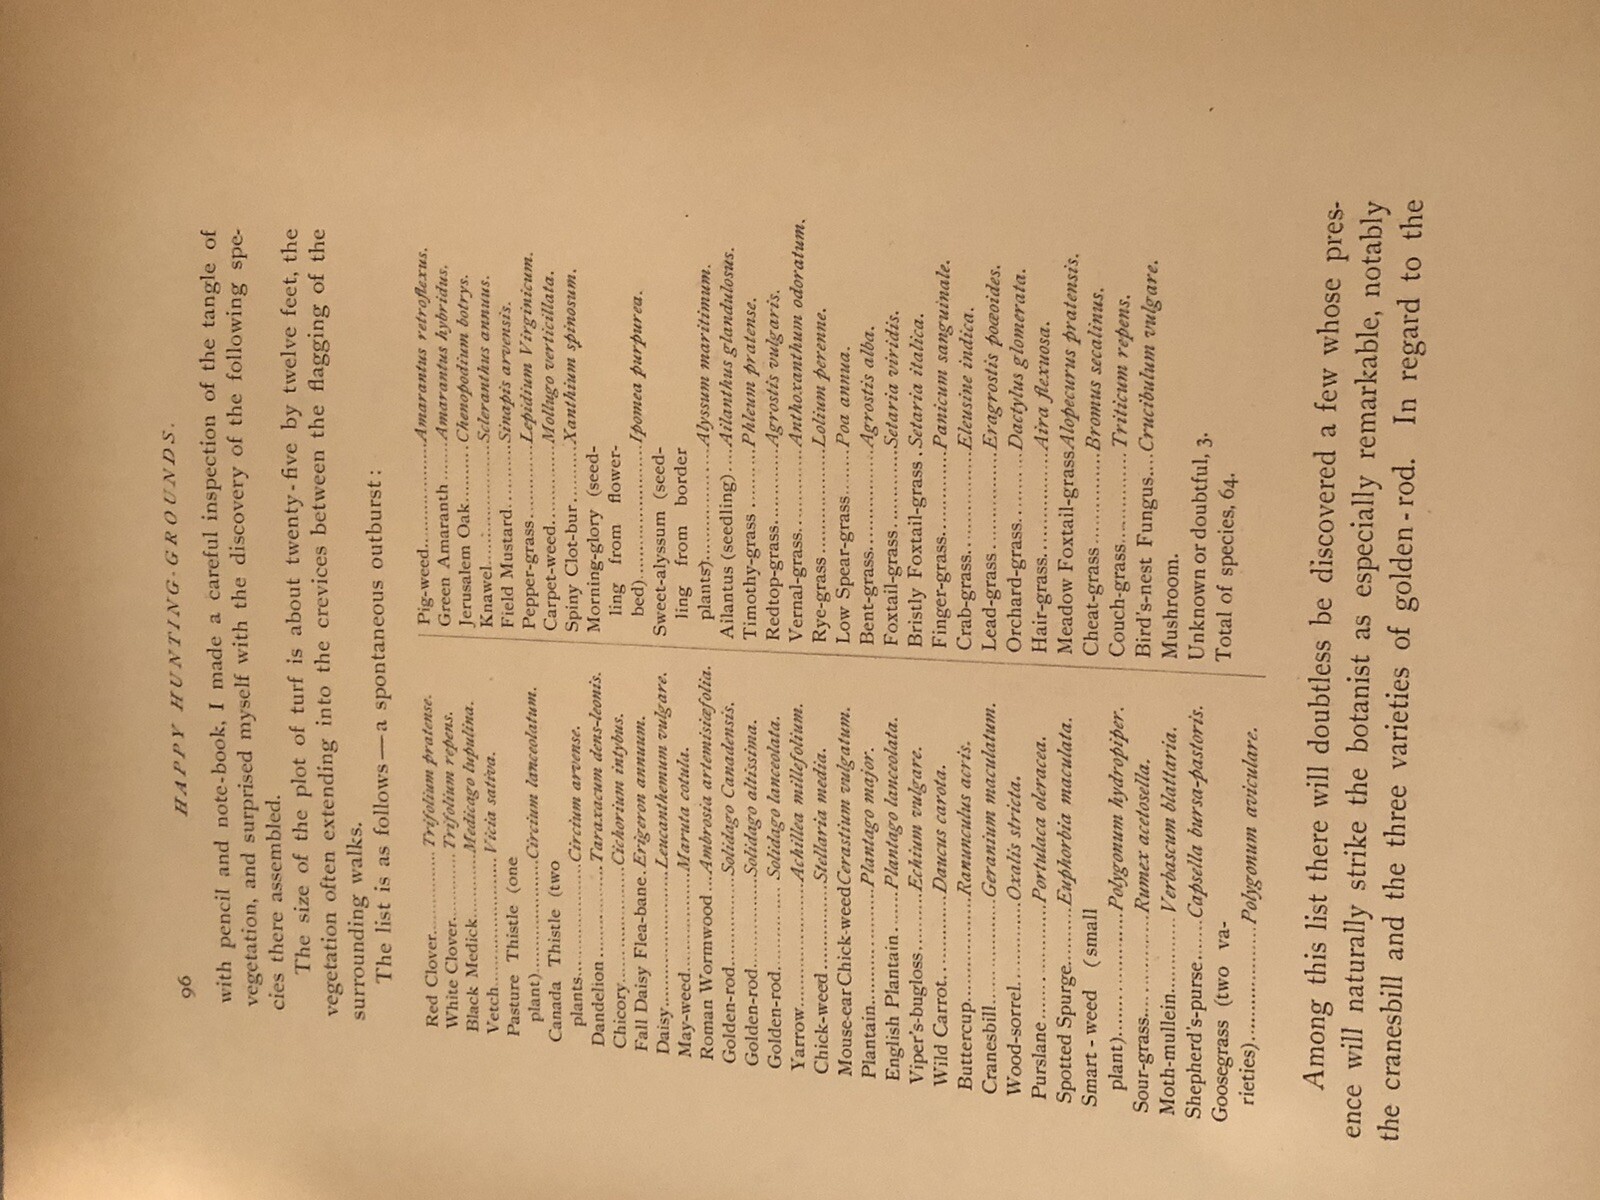 96
HAPPY HUNTING-GROUNDS.
with pencil and note-book, I made a careful inspection of the tangle of
vegetation, and surprised myself with the discovery of the following spe-
cies there assembled.
The size of the plot of turf is about twenty-five by twelve feet, the
vegetation often extending into the crevices between the flagging of the
surrounding walks.
The list is as follows—a spontaneous outburst:
Red Clover..........Trifolium pratense.
White Clover..........Trifolium repens.
Black Medick..........Medicago lupulina.
Vetch..........Vicia sativa.
Pasture Thistle (one
plant)..........Circium lanceolatum.
Canada Thistle (two
plants..........Circium arvense.
Dandelion..........Taraxacum dens-leonis.
Chicory..........Cichorium intybus.
Fall Daisy Flea-bane..Erigeron annuam.
Daisy..........Leucanthemum vulgare.
May-weed..........Maruta cotula.
Roman Wormwood...Ambrosia artemisiæfolia.
Golden-rod..........Solidago Canadensis.
Golden-rod..........Solidago altissima.
Golden-rod..........Solidago lanceolata.
Yarrow..........Achillea millefolium.
Chick-weed..........Stellaria media.
Mouse-ear Chick-weed Cerastium vulgatum.
Plantain..........Plantago major.
English Plantain......Plantago lanceolata.
Viper's-bugloss......Echium vulgare.
Wild Carrot..........Daucus carota.
Buttercup..........Ranunculus acris.
Cranesbill..........Geranium maculatum.
Wood-sorrel..........Oxalis stricta.
Purslane..........Portulaca oleracea.
Spotted Spurge......Euphorbia maculata.
Smart-weed (small
plant)..........Polygonum hydropiper.
Sour-grass..........Rumex acetosella.
Moth-mullein..........Verbascum blattaria.
Shepherd's-purse......Capsella bursa-pastoris.
Goosegrass (two va-
rieties)..........Polygonum aviculare.
Pig-weed..........Amarantus retroflexus.
Green Amaranth......Amarantus hybridus.
Jerusalem Oak........Chenopodium botrys.
Knawel..........Scleranthus annuus.
Field Mustard..........Sinapis arvensis.
Pepper-grass..........Lepidium Virginicum.
Carpet-weed..........Mollugo verticillata.
Spiny Clot-bur........Xanthium spinosum.
Morning-glory (seed-
ling from flower-
bed)..........Ipomea purpurea.
Sweet-alyssum (seed-
ling from border
plants)..........Alyssum maritimum.
Ailantus (seedling)....Ailanthus glandulosus.
Timothy-grass........Phleum pratense.
Redtop-grass..........Agrostis vulgaris.
Vernal-grass..........Anthoxanthum odoratum.
Rye-grass..........Lolium perenne.
Low Spear-grass......Poa annua.
Bent-grass..........Agrostis alba.
Foxtail-grass..........Setaria viridis.
Bristly Foxtail-grass..Setaria italica.
Finger-grass..........Panicum sanguinale.
Crab-grass..........Eleusine indica.
Lead-grass..........Eragrostis poæoides.
Orchard-grass........Dactylus glomerata.
Hair-grass..........Aira flexuosa.
Meadow Foxtail-grass.Alopecurus pratensis.
Cheat-grass..........Bromus secalinus.
Couch-grass..........Triticum repens.
Bird's-nest Fungus....Crucibulum vulgare.
Mushroom.
Unknown or doubtful, 3.
Total of species, 64.
Among this list there will doubtless be discovered a few whose pres-
ence will naturally strike the botanist as especially remarkable, notably
the cranesbill and the three varieties of golden-rod. In regard to the